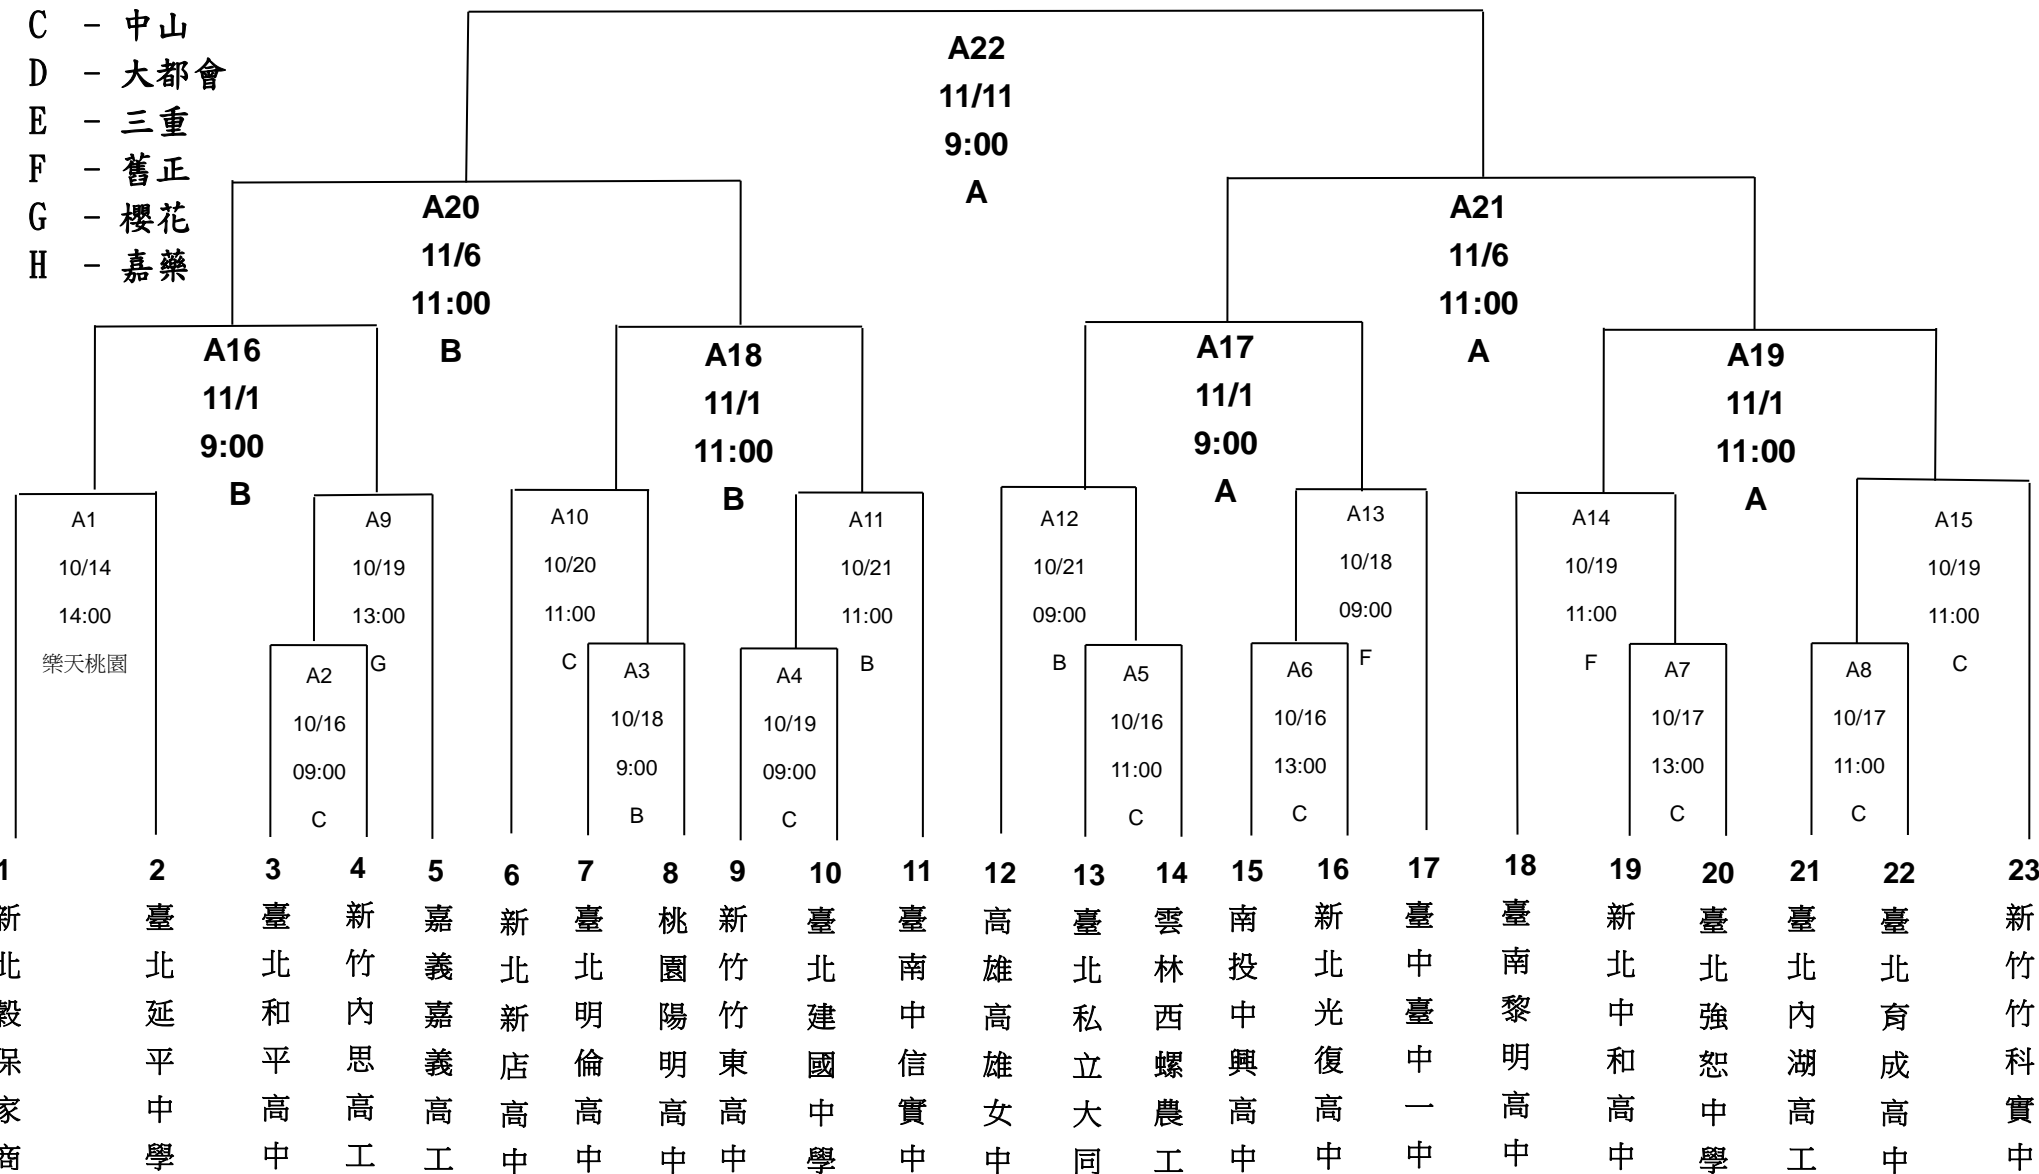 C - 中山
D - 大都會
E - 三重
F - 舊正
G - 櫻花
H - 嘉藥
A22
11/11
9:00
A
A20
11/6
11:00
B
A21
11/6
11:00
A
A16
11/1
9:00
B
A18
11/1
11:00
B
A17
11/1
9:00
A
A19
11/1
11:00
A
A1
10/14
14:00
樂天桃園
A9
10/19
13:00
G
A10
10/20
11:00
C
A11
10/21
11:00
B
A12
10/21
09:00
B
A13
10/18
09:00
F
A14
10/19
11:00
F
A15
10/19
11:00
C
A2
10/16
09:00
C
A3
10/18
9:00
B
A4
10/19
09:00
C
A5
10/16
11:00
C
A6
10/16
13:00
C
A7
10/17
13:00
C
A8
10/17
11:00
C
1
新北穀保家商
2
臺北延平中學
3
臺北和平高中
4
新竹內思高工
5
嘉義嘉義高工
6
新北新店高中
7
臺北明倫高中
8
桃園陽明高中
9
新竹竹東高中
10
臺北建國中學
11
臺南中信實中
12
高雄高雄女中
13
臺北私立大同
14
雲林西螺農工
15
南投中興高中
16
新北光復高中
17
臺中臺中一中
18
臺南黎明高中
19
新北中和高中
20
臺北強恕中學
21
臺北內湖高工
22
臺北育成高中
23
新竹竹科實中